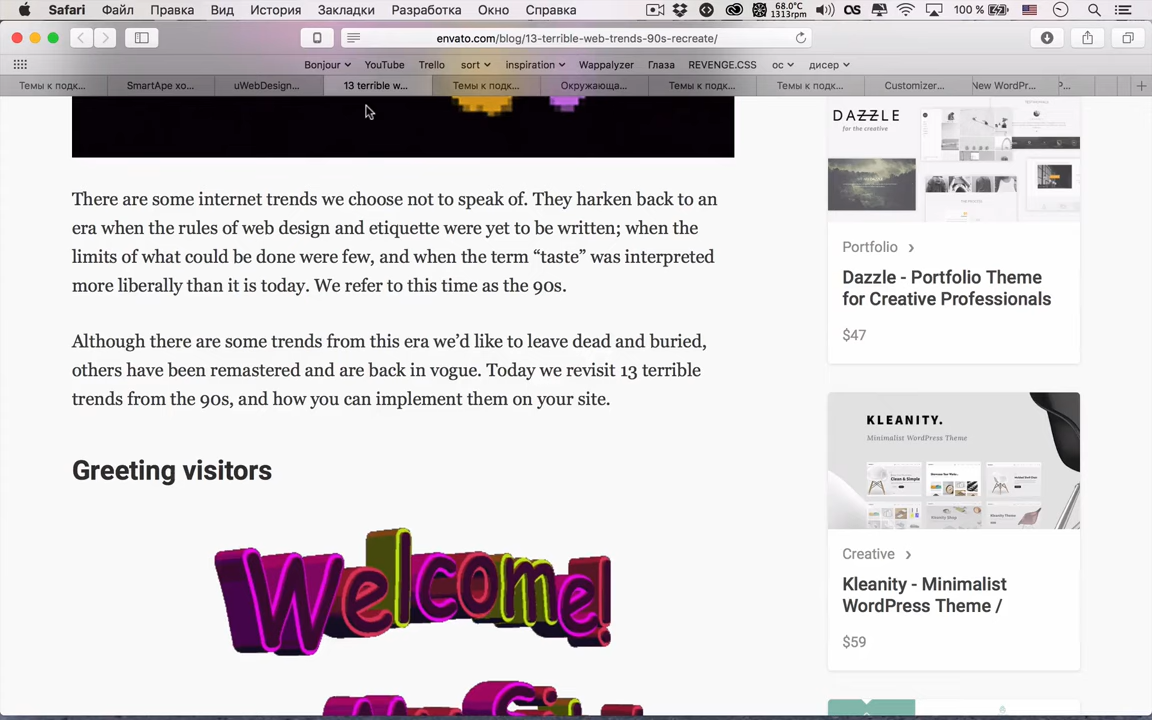 Safari Файл Правка Вид История Закладки Разработка Окно Справка 68.0°C 1313rpm 100 %
envato.com/blog/13-terrible-web-trends-90s-recreate/
Bonjour YouTube Trello sort inspiration Wappalyzer Глаза REVENGE.CSS ос дисер
Темы к подк... SmartApe хо... uWebDesign... 13 terrible w... Темы к подк... Окружающа... Темы к подк... Темы к подк... Customizer... New WordPr...
There are some internet trends we choose not to speak of. They harken back to an
era when the rules of web design and etiquette were yet to be written; when the
limits of what could be done were few, and when the term “taste” was interpreted
more liberally than it is today. We refer to this time as the 90s.
Although there are some trends from this era we’d like to leave dead and buried,
others have been remastered and are back in vogue. Today we revisit 13 terrible
trends from the 90s, and how you can implement them on your site.
Greeting visitors
Welcome!
DAZZLE
for the creative
Portfolio
Dazzle - Portfolio Theme
for Creative Professionals
$47
KLEANITY.
Minimalist WordPress Theme
Creative
Kleanity - Minimalist
WordPress Theme /
$59